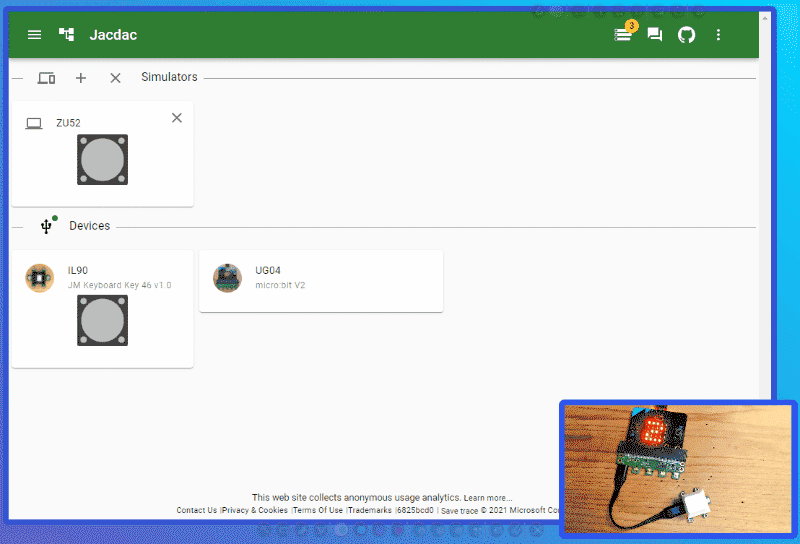 Jacdac
3
Simulators
ZU52
Devices
IL90
JM Keyboard Key 46 v1.0
UG04
micro:bit V2
2
This web site collects anonymous usage analytics. Learn more...
Contact Us |Privacy & Cookies |Terms Of Use |Trademarks |6825bcd0 | Save trace © 2021 Microsoft